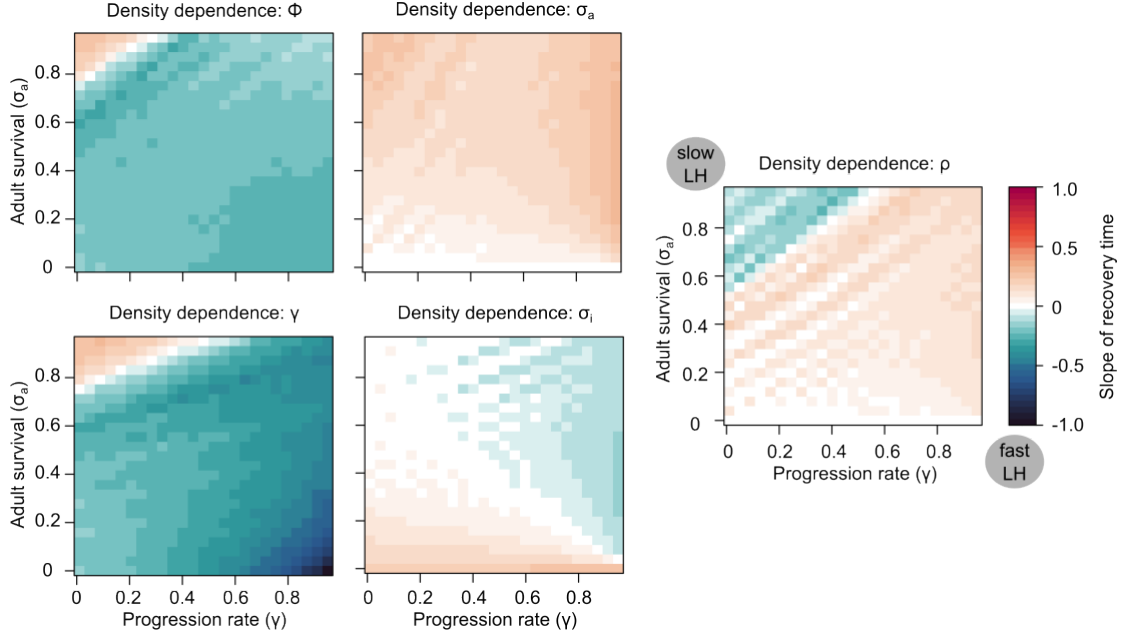 Density dependence: Φ
Density dependence: σₐ
Adult survival (σₐ)
0.8
0.6
0.4
0.2
0
Density dependence: γ
Density dependence: σᵢ
Adult survival (σₐ)
0.8
0.6
0.4
0.2
0
0 0.2 0.4 0.6 0.8
Progression rate (γ)
0 0.2 0.4 0.6 0.8
Progression rate (γ)
slow
LH
Density dependence: ρ
Adult survival (σₐ)
0.8
0.6
0.4
0.2
0
0 0.2 0.4 0.6 0.8
Progression rate (γ)
1.0
0.5
0
-0.5
-1.0
Slope of recovery time
fast
LH